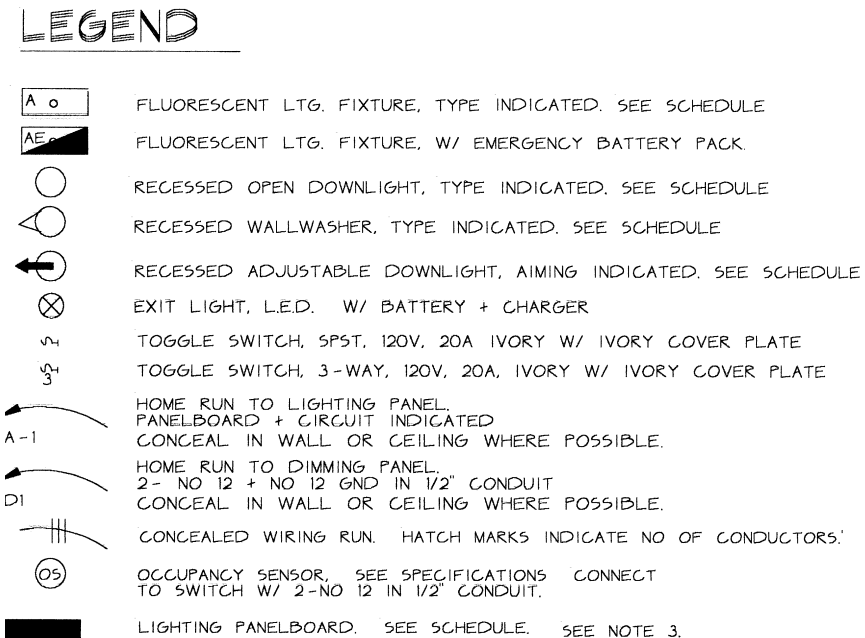 LEGEND
A o FLUORESCENT LTG. FIXTURE, TYPE INDICATED. SEE SCHEDULE
AE FLUORESCENT LTG. FIXTURE, W/ EMERGENCY BATTERY PACK.
RECESSED OPEN DOWNLIGHT, TYPE INDICATED. SEE SCHEDULE
RECESSED WALLWASHER, TYPE INDICATED. SEE SCHEDULE
RECESSED ADJUSTABLE DOWNLIGHT, AIMING INDICATED. SEE SCHEDULE
EXIT LIGHT, L.E.D. W/ BATTERY + CHARGER
TOGGLE SWITCH, SPST, 120V, 20A IVORY W/ IVORY COVER PLATE
3 TOGGLE SWITCH, 3-WAY, 120V, 20A, IVORY W/ IVORY COVER PLATE
HOME RUN TO LIGHTING PANEL.
PANELBOARD + CIRCUIT INDICATED
A-1 CONCEAL IN WALL OR CEILING WHERE POSSIBLE.
HOME RUN TO DIMMING PANEL.
2- NO 12 + NO 12 GND IN 1/2" CONDUIT
D1 CONCEAL IN WALL OR CEILING WHERE POSSIBLE.
CONCEALED WIRING RUN. HATCH MARKS INDICATE NO OF CONDUCTORS.'
OS OCCUPANCY SENSOR, SEE SPECIFICATIONS CONNECT
TO SWITCH W/ 2-NO 12 IN 1/2" CONDUIT.
LIGHTING PANELBOARD. SEE SCHEDULE. SEE NOTE 3.